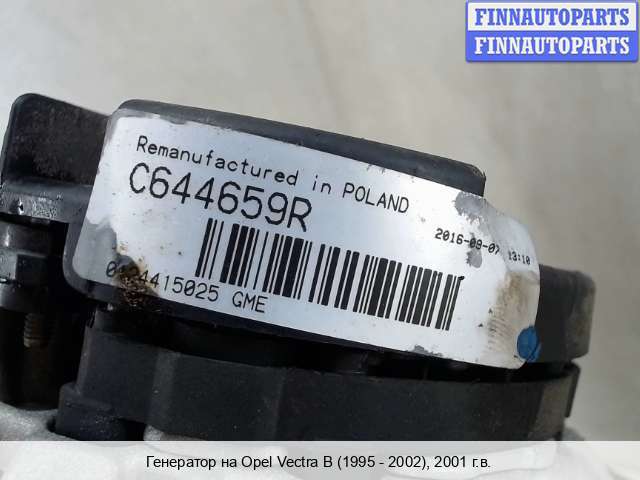 FINNAUTOPARTS
FINNAUTOPARTS
Remanufactured in POLAND
C644659R
2016-09-07 13:10
0124415025 GME
Генератор на Opel Vectra B (1995 - 2002), 2001 г.в.